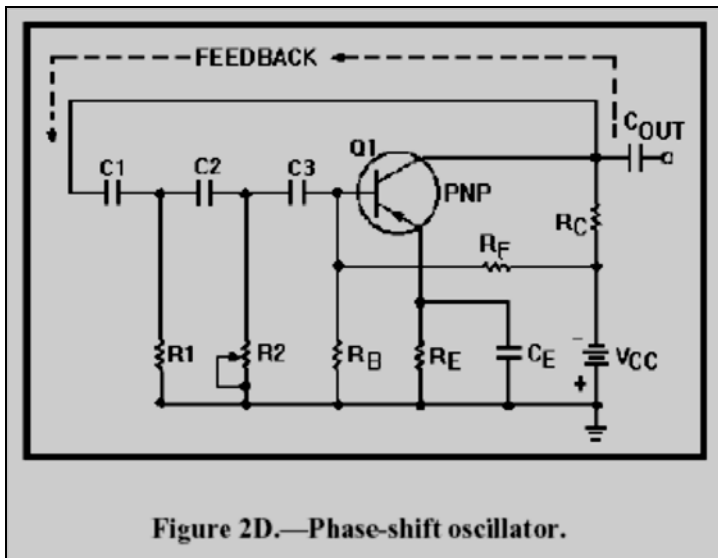 FEEDBACK
COUT
Q1
C1 C2 C3
PNP
RC
RF
R1 R2 RB RE CE
- VCC
+
Figure 2D.—Phase-shift oscillator.